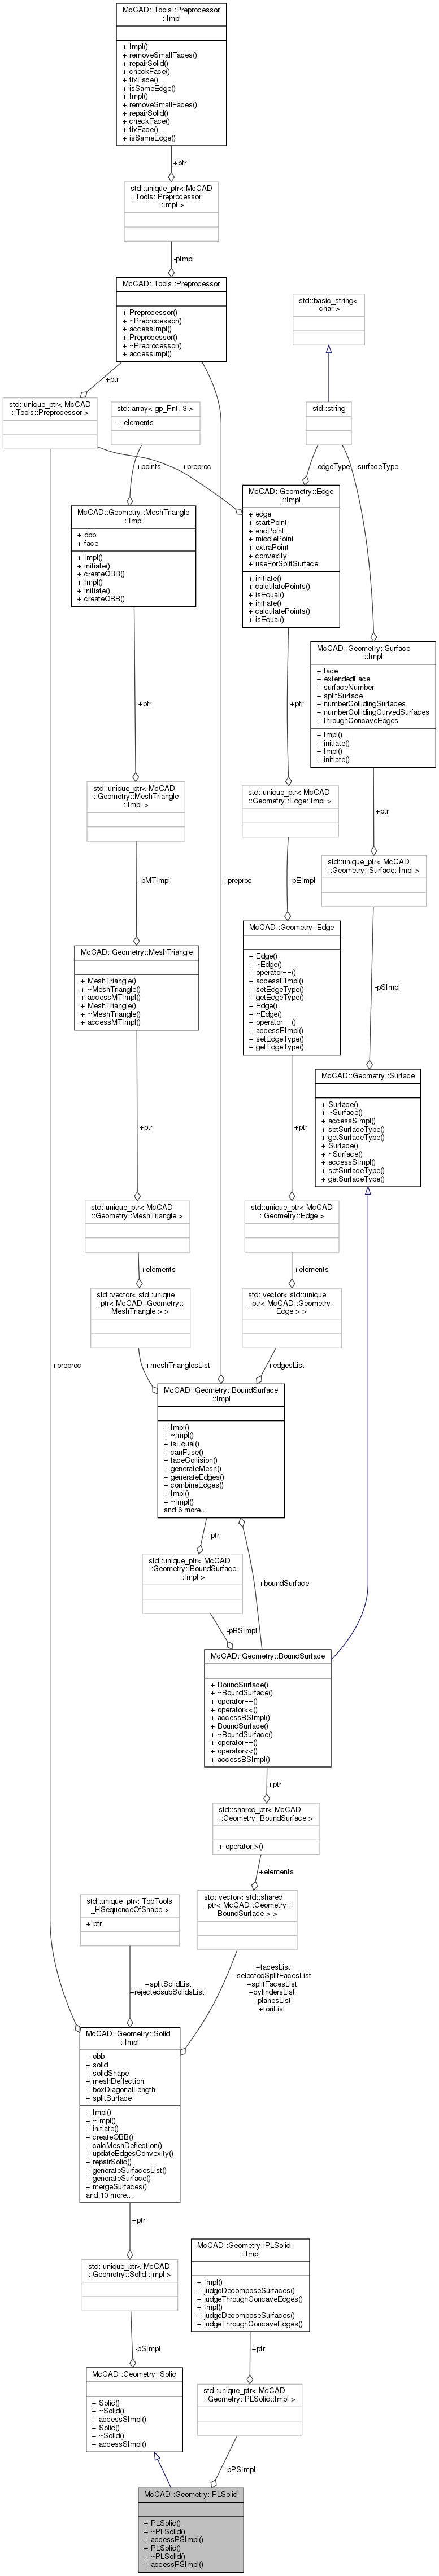 McCAD::Tools::Preprocessor
::Impl
+ Impl()
+ removeSmallFaces()
+ repairSolid()
+ checkFace()
+ fixFace()
+ isSameEdge()
+ Impl()
+ removeSmallFaces()
+ repairSolid()
+ checkFace()
+ fixFace()
+ isSameEdge()
+ptr
std::unique_ptr< McCAD
::Tools::Preprocessor
::Impl >
-pImpl
McCAD::Tools::Preprocessor
+ Preprocessor()
+ ~Preprocessor()
+ accessImpl()
+ Preprocessor()
+ ~Preprocessor()
+ accessImpl()
std::basic_string<
char >
+ptr
std::unique_ptr< McCAD
::Tools::Preprocessor >
std::array< gp_Pnt, 3 >
+ elements
std::string
+points
+preproc
+edgeType
+surfaceType
McCAD::Geometry::MeshTriangle
::Impl
+ obb
+ face
+ Impl()
+ initiate()
+ createOBB()
+ Impl()
+ initiate()
+ createOBB()
McCAD::Geometry::Edge
::Impl
+ edge
+ startPoint
+ endPoint
+ middlePoint
+ extraPoint
+ convexity
+ useForSplitSurface
+ initiate()
+ calculatePoints()
+ isEqual()
+ initiate()
+ calculatePoints()
+ isEqual()
McCAD::Geometry::Surface
::Impl
+ face
+ extendedFace
+ surfaceNumber
+ splitSurface
+ numberCollidingSurfaces
+ numberCollidingCurvedSurfaces
+ throughConcaveEdges
+ Impl()
+ initiate()
+ Impl()
+ initiate()
+ptr
+ptr
+ptr
std::unique_ptr< McCAD
::Geometry::MeshTriangle
::Impl >
std::unique_ptr< McCAD
::Geometry::Edge::Impl >
std::unique_ptr< McCAD
::Geometry::Surface::Impl >
-pMTImpl
+preproc
-pEImpl
-pSImpl
McCAD::Geometry::MeshTriangle
+ MeshTriangle()
+ ~MeshTriangle()
+ accessMTImpl()
+ MeshTriangle()
+ ~MeshTriangle()
+ accessMTImpl()
McCAD::Geometry::Edge
+ Edge()
+ ~Edge()
+ operator==()
+ accessEImpl()
+ setEdgeType()
+ getEdgeType()
+ Edge()
+ ~Edge()
+ operator==()
+ accessEImpl()
+ setEdgeType()
+ getEdgeType()
McCAD::Geometry::Surface
+ Surface()
+ ~Surface()
+ accessSImpl()
+ setSurfaceType()
+ getSurfaceType()
+ Surface()
+ ~Surface()
+ accessSImpl()
+ setSurfaceType()
+ getSurfaceType()
+ptr
+ptr
std::unique_ptr< McCAD
::Geometry::MeshTriangle >
std::unique_ptr< McCAD
::Geometry::Edge >
+elements
+elements
std::vector< std::unique
_ptr< McCAD::Geometry::
MeshTriangle > >
std::vector< std::unique
_ptr< McCAD::Geometry::
Edge > >
+preproc
+meshTrianglesList
+edgesList
McCAD::Geometry::BoundSurface
::Impl
+ Impl()
+ ~Impl()
+ isEqual()
+ canFuse()
+ faceCollision()
+ generateMesh()
+ generateEdges()
+ combineEdges()
+ Impl()
+ ~Impl()
and 6 more...
+ptr
std::unique_ptr< McCAD
::Geometry::BoundSurface
::Impl >
+boundSurface
-pBSImpl
McCAD::Geometry::BoundSurface
+ BoundSurface()
+ ~BoundSurface()
+ operator==()
+ operator<<()
+ accessBSImpl()
+ BoundSurface()
+ ~BoundSurface()
+ operator==()
+ operator<<()
+ accessBSImpl()
+ptr
std::shared_ptr< McCAD
::Geometry::BoundSurface >
+ operator->()
+elements
std::unique_ptr< TopTools
_HSequenceOfShape >
+ ptr
std::vector< std::shared
_ptr< McCAD::Geometry::
BoundSurface > >
+splitSolidList
+rejectedsubSolidsList
+facesList
+selectedSplitFacesList
+splitFacesList
+cylindersList
+planesList
+toriList
McCAD::Geometry::Solid
::Impl
+ obb
+ solid
+ solidShape
+ meshDeflection
+ boxDiagonalLength
+ splitSurface
+ Impl()
+ ~Impl()
+ initiate()
+ createOBB()
+ calcMeshDeflection()
+ updateEdgesConvexity()
+ repairSolid()
+ generateSurfacesList()
+ generateSurface()
+ mergeSurfaces()
and 10 more...
+ptr
McCAD::Geometry::PLSolid
::Impl
+ Impl()
+ judgeDecomposeSurfaces()
+ judgeThroughConcaveEdges()
+ Impl()
+ judgeDecomposeSurfaces()
+ judgeThroughConcaveEdges()
std::unique_ptr< McCAD
::Geometry::Solid::Impl >
-pSImpl
+ptr
McCAD::Geometry::Solid
+ Solid()
+ ~Solid()
+ accessSImpl()
+ Solid()
+ ~Solid()
+ accessSImpl()
std::unique_ptr< McCAD
::Geometry::PLSolid::Impl >
-pPSImpl
McCAD::Geometry::PLSolid
+ PLSolid()
+ ~PLSolid()
+ accessPSImpl()
+ PLSolid()
+ ~PLSolid()
+ accessPSImpl()